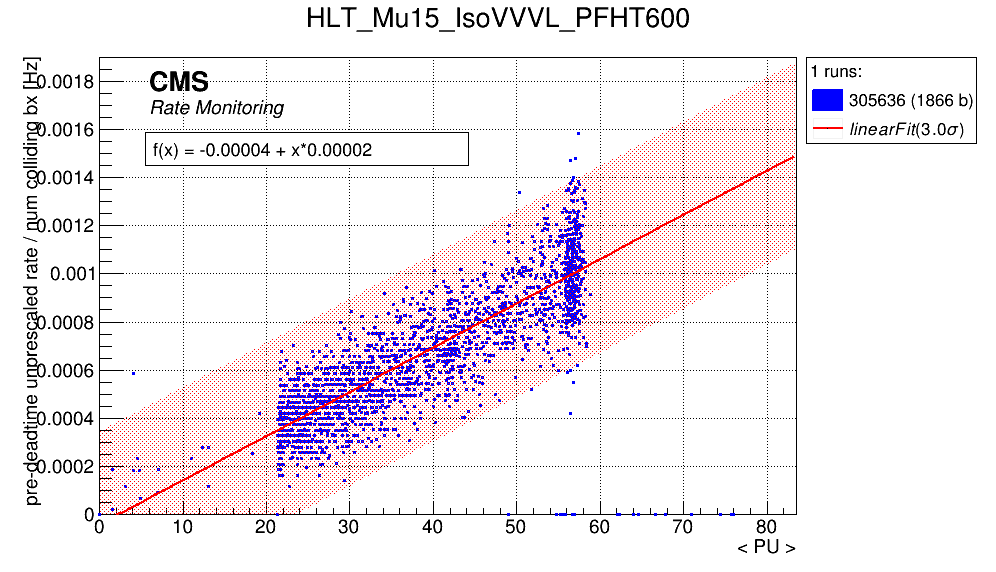 HLT_Mu15_IsoVVVL_PFHT600
pre-deadtime unprescaled rate / num colliding bx [Hz]
0.0018
0.0016
0.0014
0.0012
0.001
0.0008
0.0006
0.0004
0.0002
0
CMS
Rate Monitoring
f(x) = -0.00004 + x*0.00002
1 runs:
305636 (1866 b)
linearFit(3.0σ)
0 10 20 30 40 50 60 70 80
< PU >